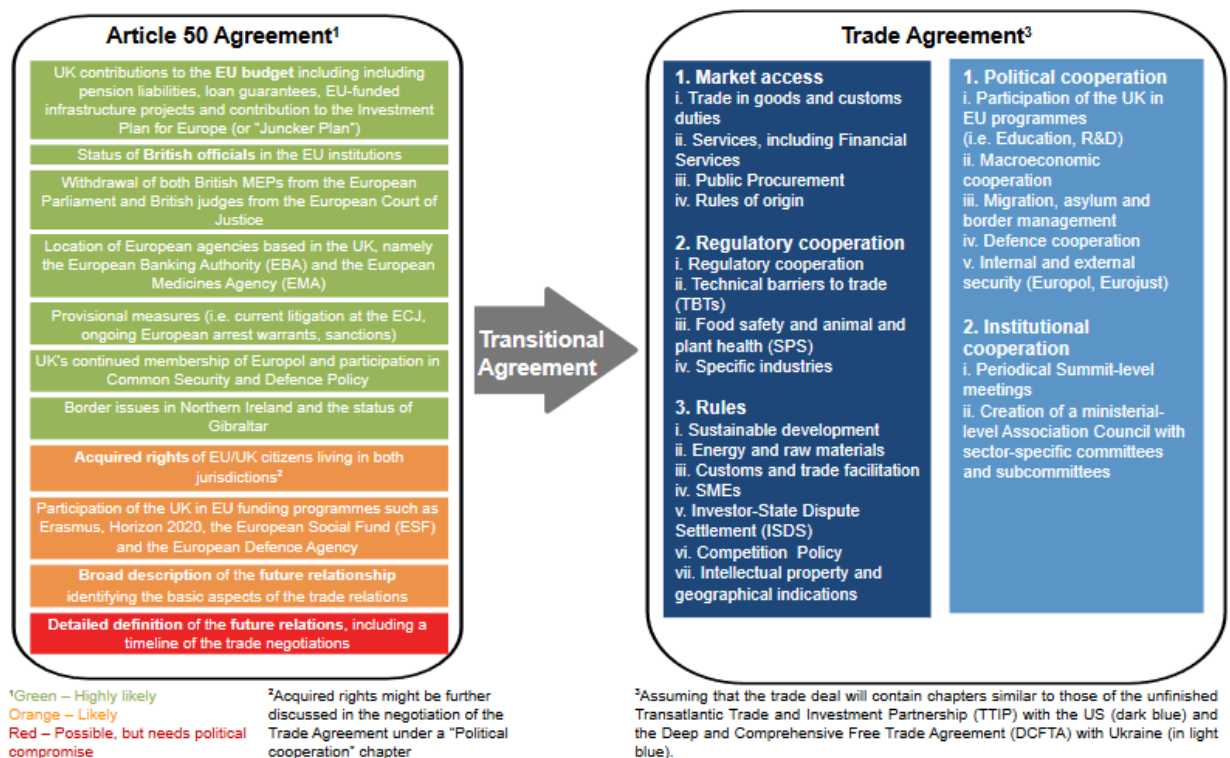 Article 50 Agreement¹
UK contributions to the EU budget including including
pension liabilities, loan guarantees, EU-funded
infrastructure projects and contribution to the Investment
Plan for Europe (or "Juncker Plan")
Status of British officials in the EU institutions
Withdrawal of both British MEPs from the European
Parliament and British judges from the European Court of
Justice
Location of European agencies based in the UK, namely
the European Banking Authority (EBA) and the European
Medicines Agency (EMA)
Provisional measures (i.e. current litigation at the ECJ,
ongoing European arrest warrants, sanctions)
UK's continued membership of Europol and participation in
Common Security and Defence Policy
Border issues in Northern Ireland and the status of
Gibraltar
Acquired rights of EU/UK citizens living in both
jurisdictions²
Participation of the UK in EU funding programmes such as
Erasmus, Horizon 2020, the European Social Fund (ESF)
and the European Defence Agency
Broad description of the future relationship
identifying the basic aspects of the trade relations
Detailed definition of the future relations, including a
timeline of the trade negotiations
Transitional
Agreement
Trade Agreement³
1. Market access
i. Trade in goods and customs
duties
ii. Services, including Financial
Services
iii. Public Procurement
iv. Rules of origin
2. Regulatory cooperation
i. Regulatory cooperation
ii. Technical barriers to trade
(TBTs)
iii. Food safety and animal and
plant health (SPS)
iv. Specific industries
3. Rules
i. Sustainable development
ii. Energy and raw materials
iii. Customs and trade facilitation
iv. SMEs
v. Investor-State Dispute
Settlement (ISDS)
vi. Competition Policy
vii. Intellectual property and
geographical indications
1. Political cooperation
i. Participation of the UK in
EU programmes
(i.e. Education, R&D)
ii. Macroeconomic
cooperation
iii. Migration, asylum and
border management
iv. Defence cooperation
v. Internal and external
security (Europol, Eurojust)
2. Institutional
cooperation
i. Periodical Summit-level
meetings
ii. Creation of a ministerial-
level Association Council with
sector-specific committees
and subcommittees
¹Green – Highly likely
Orange – Likely
Red – Possible, but needs political
compromise
²Acquired rights might be further
discussed in the negotiation of the
Trade Agreement under a "Political
cooperation" chapter
³Assuming that the trade deal will contain chapters similar to those of the unfinished
Transatlantic Trade and Investment Partnership (TTIP) with the US (dark blue) and
the Deep and Comprehensive Free Trade Agreement (DCFTA) with Ukraine (in light
blue).